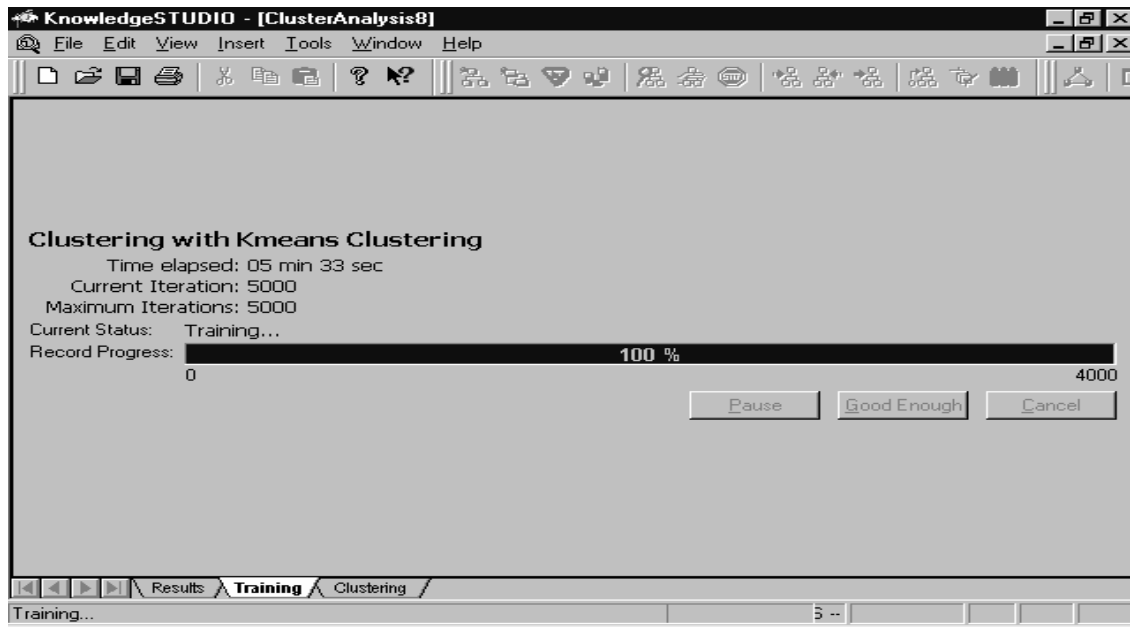 KnowledgeSTUDIO - [ClusterAnalysis8]
File Edit View Insert Tools Window Help
Clustering with Kmeans Clustering
Time elapsed: 05 min 33 sec
Current Iteration: 5000
Maximum Iterations: 5000
Current Status: Training...
Record Progress: 100 %
0 4000
Pause Good Enough Cancel
Results Training Clustering
Training...